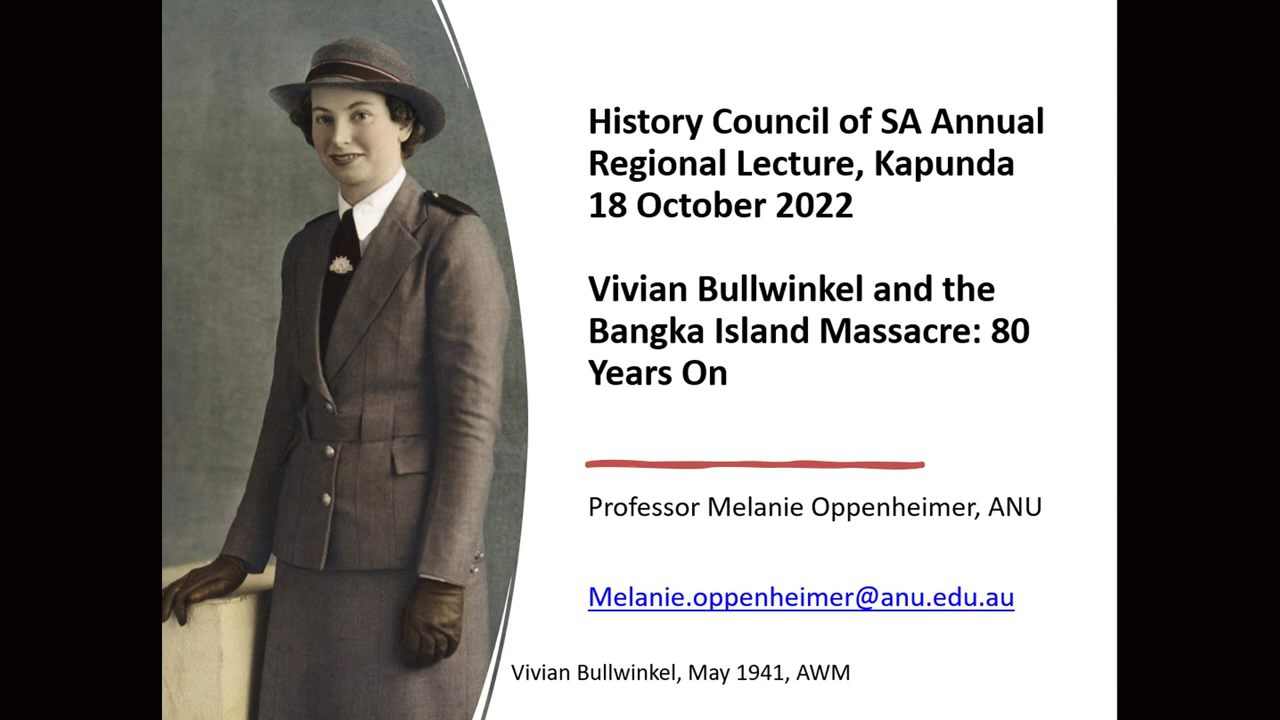 History Council of SA Annual
Regional Lecture, Kapunda
18 October 2022
Vivian Bullwinkel and the
Bangka Island Massacre: 80
Years On
Professor Melanie Oppenheimer, ANU
Melanie.oppenheimer@anu.edu.au
Vivian Bullwinkel, May 1941, AWM